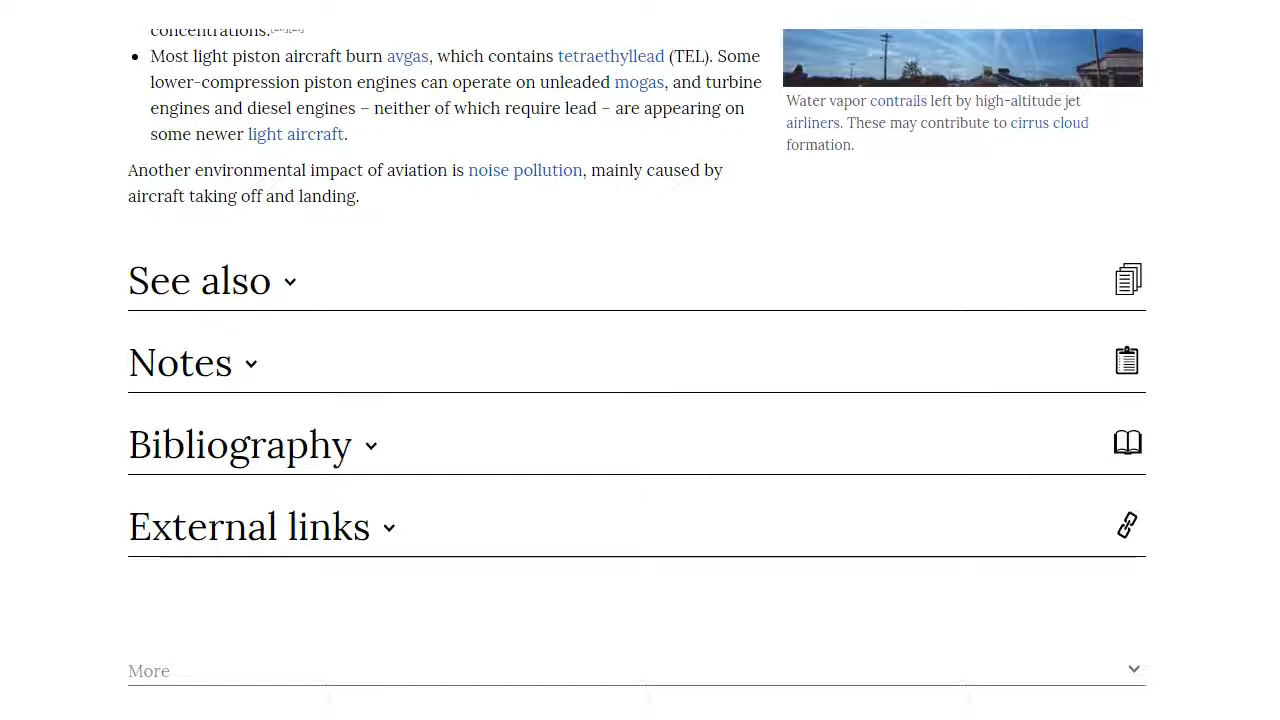 concentrations.
Most light piston aircraft burn avgas, which contains tetraethyllead (TEL). Some
lower-compression piston engines can operate on unleaded mogas, and turbine
engines and diesel engines – neither of which require lead – are appearing on
some newer light aircraft.
Another environmental impact of aviation is noise pollution, mainly caused by
aircraft taking off and landing.
Water vapor contrails left by high-altitude jet
airliners. These may contribute to cirrus cloud
formation.
See also
Notes
Bibliography
External links
More